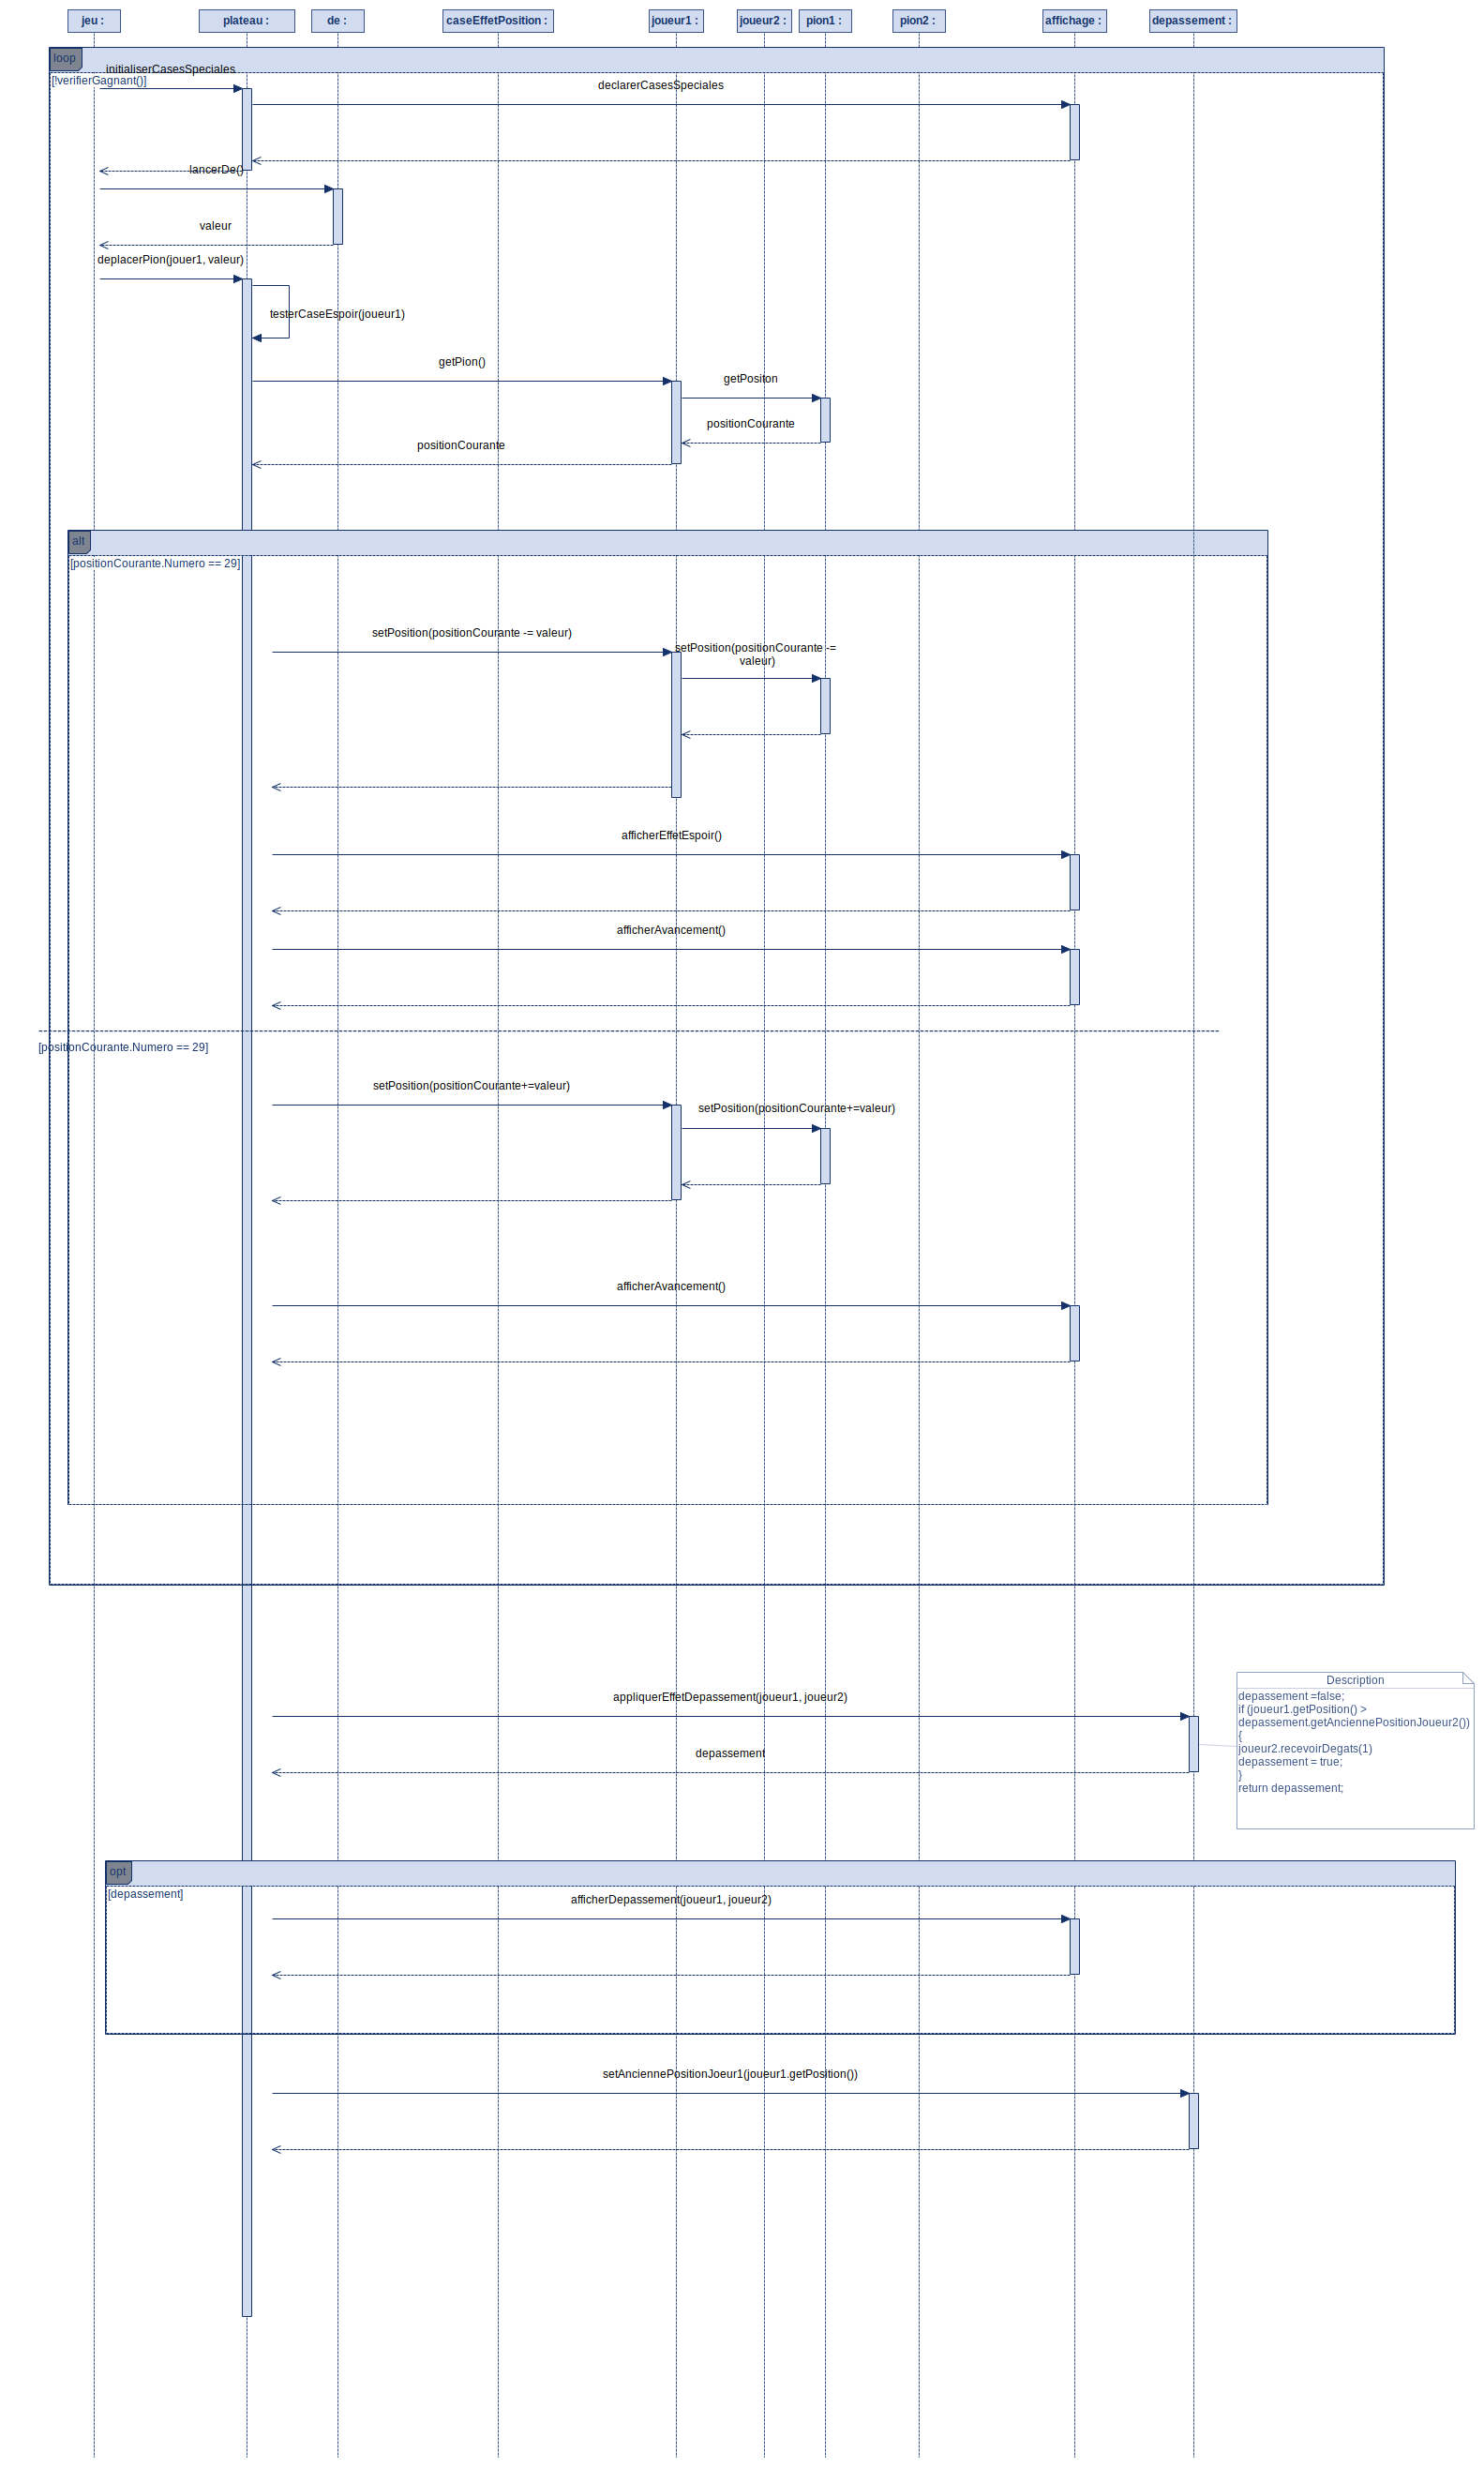 jeu :
plateau :
de :
caseEffetPosition :
joueur1 :
joueur2 :
pion1 :
pion2 :
affichage :
depassement :
loop
initialiserCasesSpeciales
[!verifierGagnant()]
declarerCasesSpeciales
lancerDe()
valeur
deplacerPion(jouer1, valeur)
testerCaseEspoir(joueur1)
getPion()
getPositon
positionCourante
positionCourante
alt
[positionCourante.Numero == 29]
setPosition(positionCourante -= valeur)
setPosition(positionCourante -=
valeur)
afficherEffetEspoir()
afficherAvancement()
[positionCourante.Numero == 29]
setPosition(positionCourante+=valeur)
setPosition(positionCourante+=valeur)
afficherAvancement()
Description
depassement =false;
if (joueur1.getPosition() >
depassement.getAnciennePositionJoueur2())
{
joueur2.recevoirDegats(1)
depassement = true;
}
return depassement;
appliquerEffetDepassement(joueur1, joueur2)
depassement
opt
[depassement]
afficherDepassement(joueur1, joueur2)
setAnciennePositionJoeur1(joueur1.getPosition())